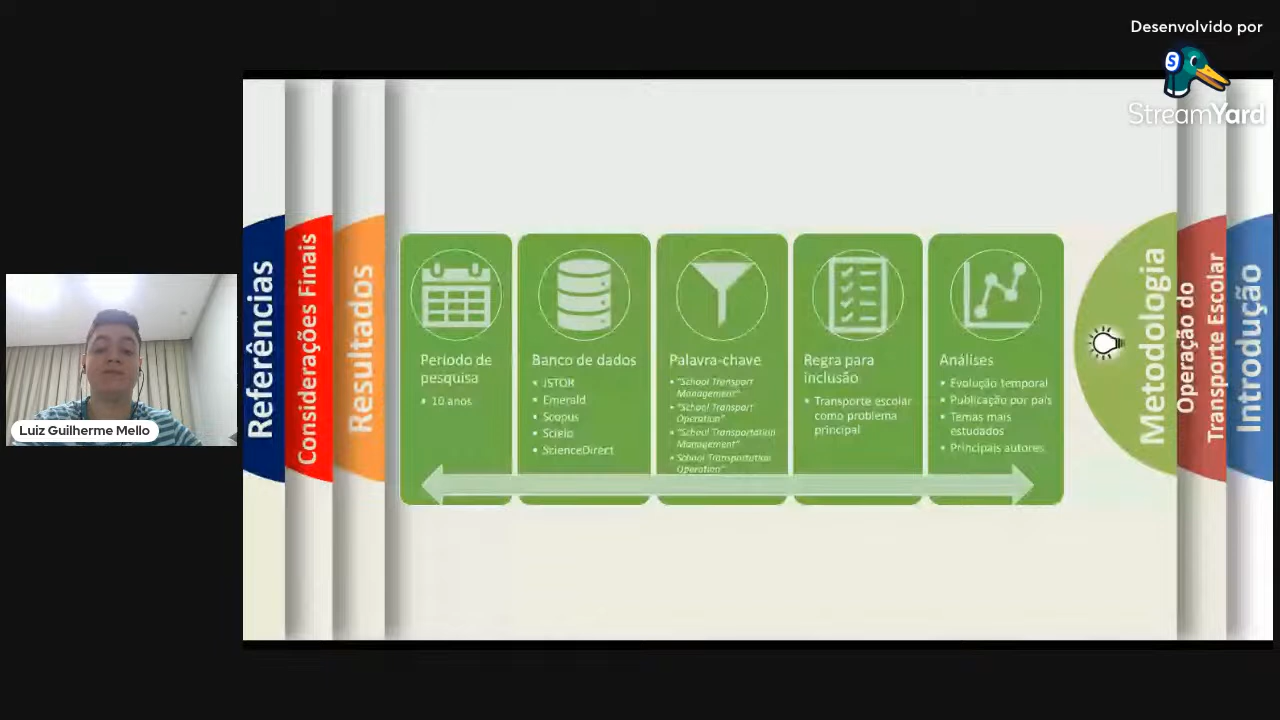 Desenvolvido por
StreamYard
Luiz Guilherme Mello
Referências
Considerações Finais
Resultados
Período de
pesquisa
• 10 anos
Banco de dados
• JSTOR
• Emerald
• Scopus
• Scielo
• ScienceDirect
Palavra-chave
• "School Transport
Management"
• "School Transport
Operation"
• "School Transportation
Management"
• School Transportation
Operation"
Regra para
inclusão
• Transporte escolar
como problema
principal
Análises
• Evolução temporal
• Publicação por país
• Temas mais
estudados
• Principais autores
Metodologia
Operação do
Transporte Escolar
Introdução